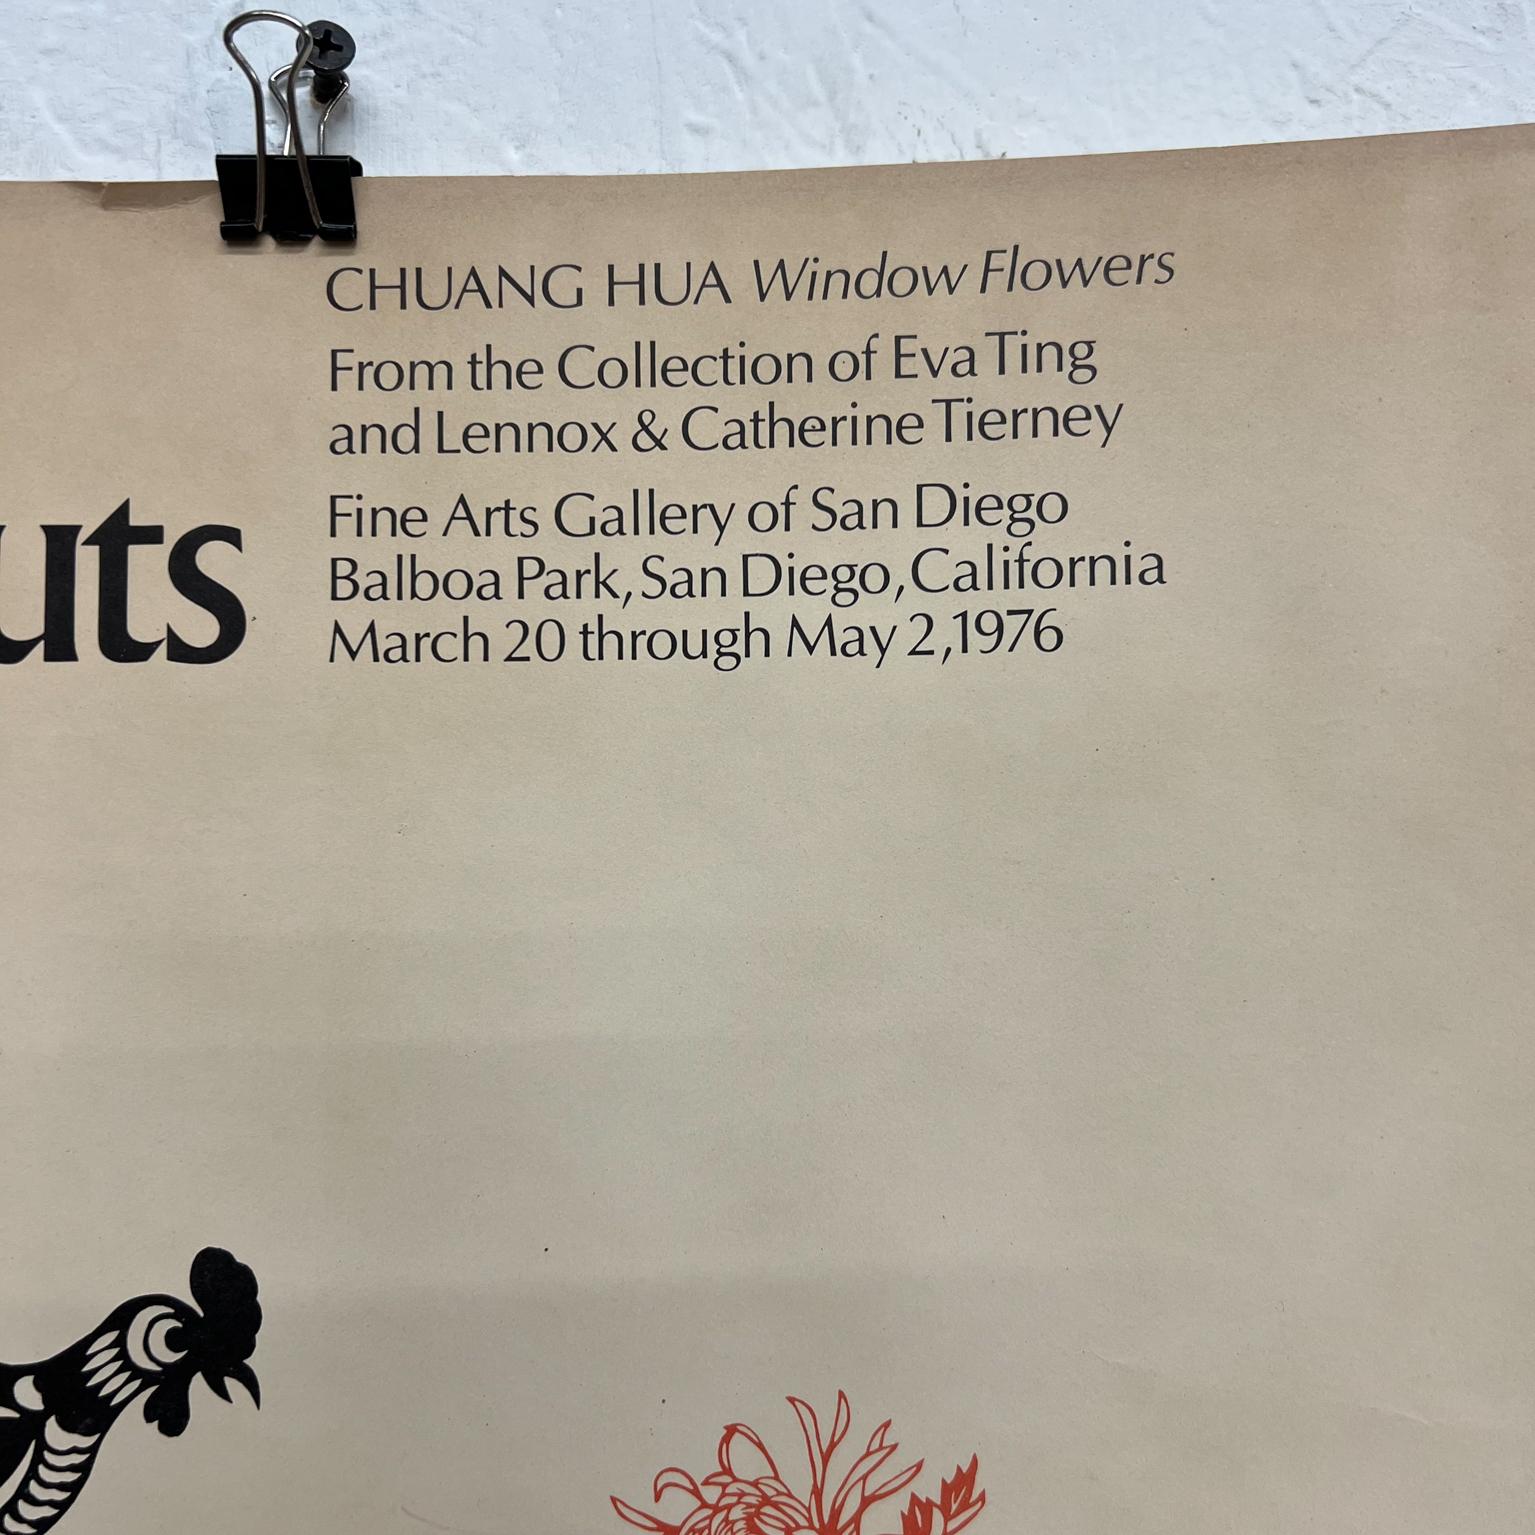 CHUANG HUA Window Flowers
From the Collection of Eva Ting
and Lennox & Catherine Tierney
Fine Arts Gallery of San Diego
Balboa Park, San Diego, California
March 20 through May 2, 1976